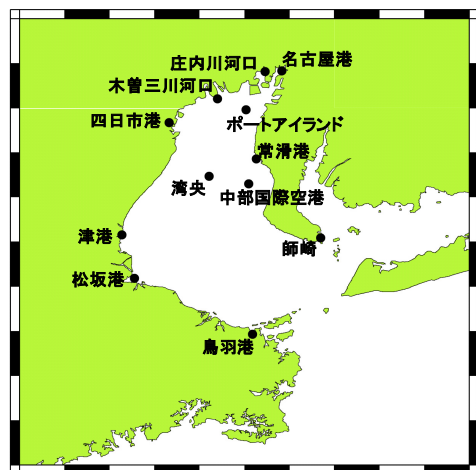 庄内川河口
名古屋港
木曽三川河口
四日市港
ポートアイランド
常滑港
湾央
中部国際空港
津港
師崎
松坂港
鳥羽港